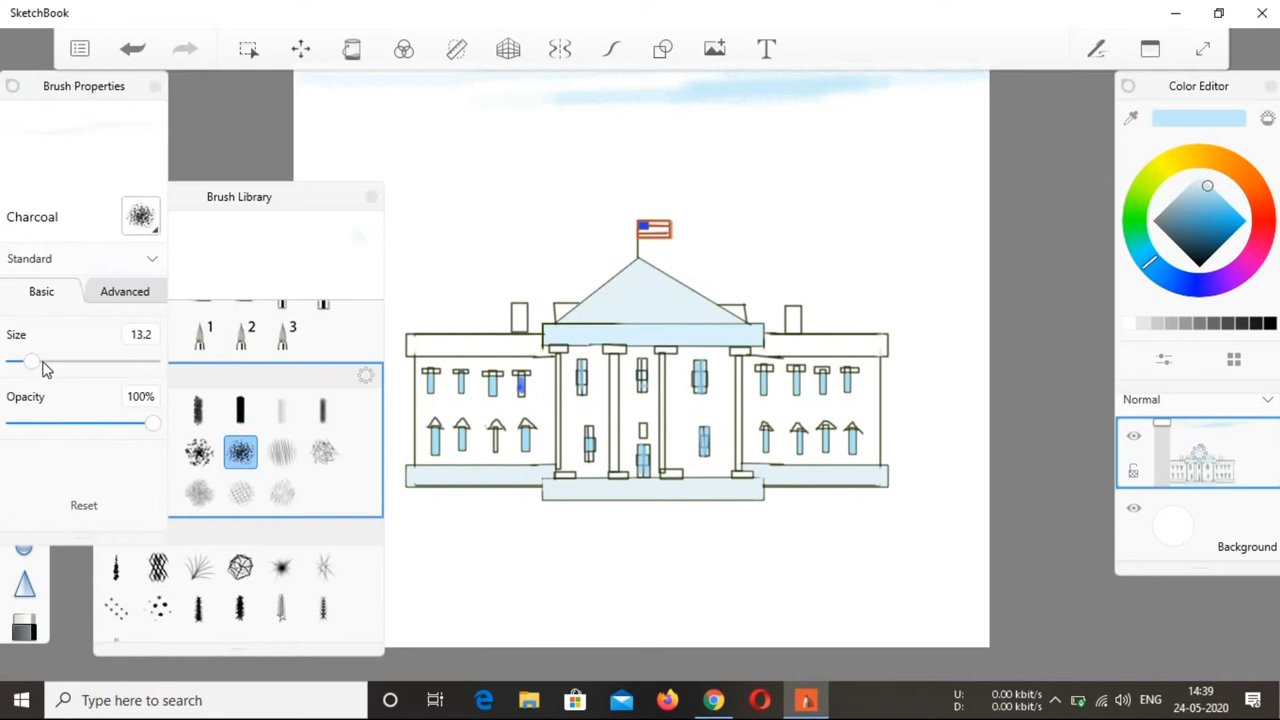 SketchBook
Brush Properties
Color Editor
Brush Library
Charcoal
Standard
Basic
Advanced
1
2
3
Size
13.2
Opacity
100%
Normal
Reset
Background
Type here to search
U:
D:
0.00 kbit/s
0.00 kbit/s
ENG
14:39
24-05-2020